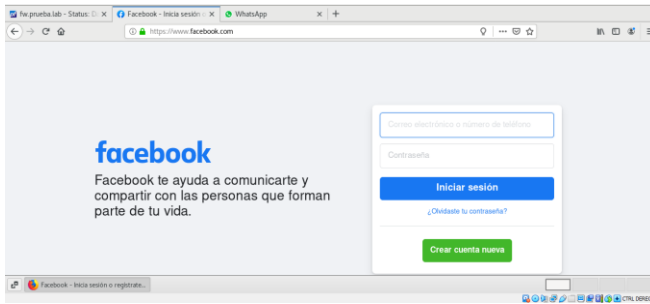 fw.prueba.lab - Status: D
Facebook - Inicia sesión o
WhatsApp
https://www.facebook.com
Correo electrónico o número de teléfono
facebook
Contraseña
Facebook te ayuda a comunicarte y
compartir con las personas que forman
parte de tu vida.
Iniciar sesión
¿Olvidaste tu contraseña?
Crear cuenta nueva
Facebook - Inicia sesión o regístrate...
CTRL DEREC